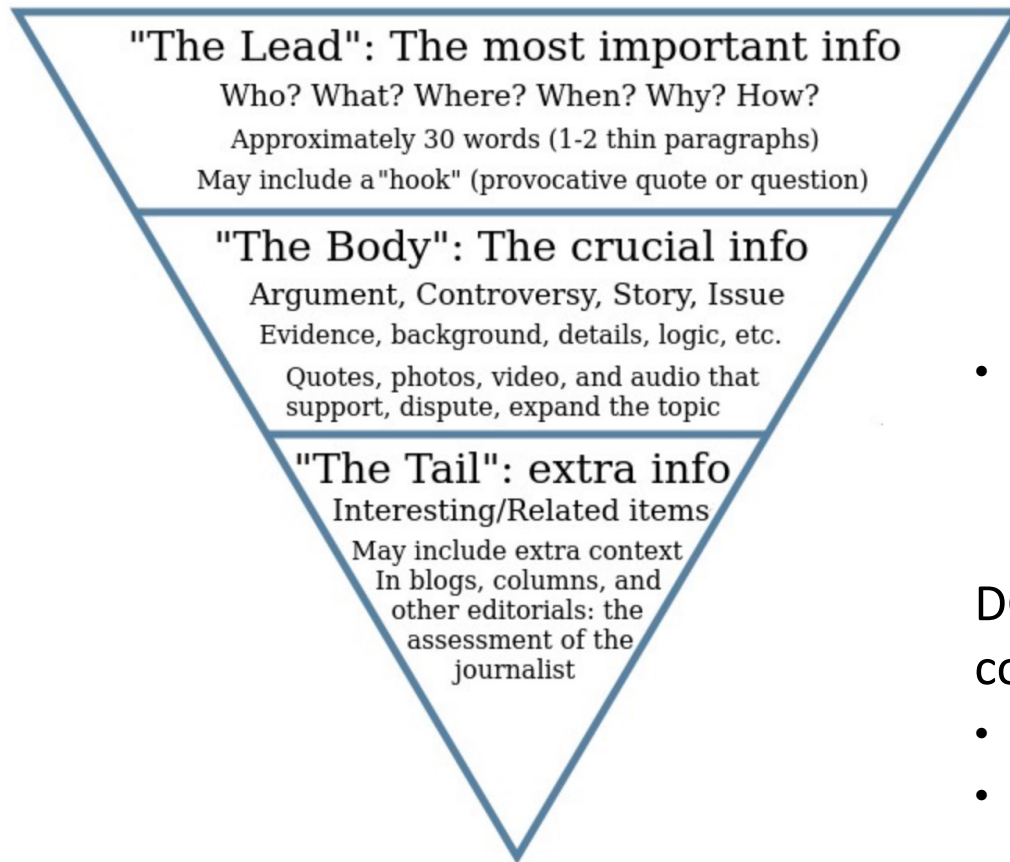 "The Lead": The most important info
Who? What? Where? When? Why? How?
Approximately 30 words (1-2 thin paragraphs)
May include a "hook" (provocative quote or question)
"The Body": The crucial info
Argument, Controversy, Story, Issue
Evidence, background, details, logic, etc.
Quotes, photos, video, and audio that
support, dispute, expand the topic
"The Tail": extra info
Interesting/Related items
May include extra context
In blogs, columns, and
other editorials: the
assessment of the
journalist